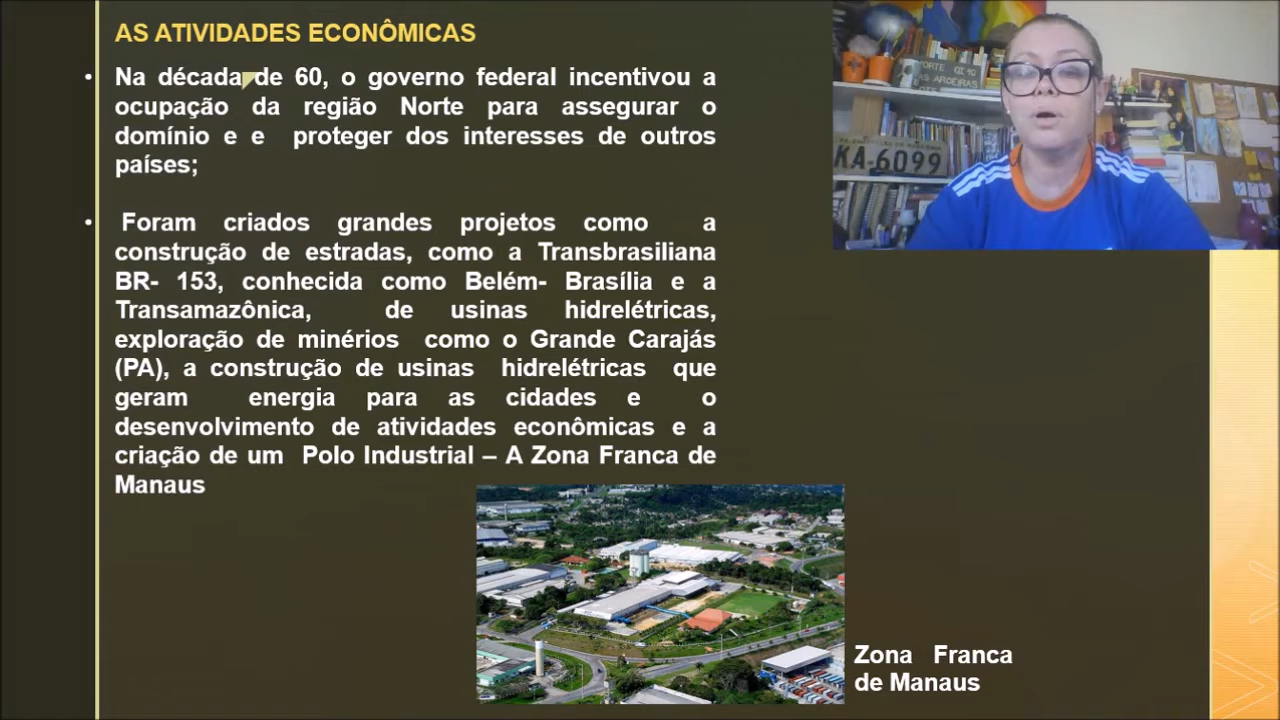 AS ATIVIDADES ECONÔMICAS
• Na década de 60, o governo federal incentivou a
ocupação da região Norte para assegurar o
domínio e e proteger dos interesses de outros
países;
• Foram criados grandes projetos como a
construção de estradas, como a Transbrasiliana
BR- 153, conhecida como Belém- Brasília e a
Transamazônica, de usinas hidrelétricas,
exploração de minérios como o Grande Carajás
(PA), a construção de usinas hidrelétricas que
geram energia para as cidades e o
desenvolvimento de atividades econômicas e a
criação de um Polo Industrial – A Zona Franca de
Manaus
Zona Franca
de Manaus
KA-6099